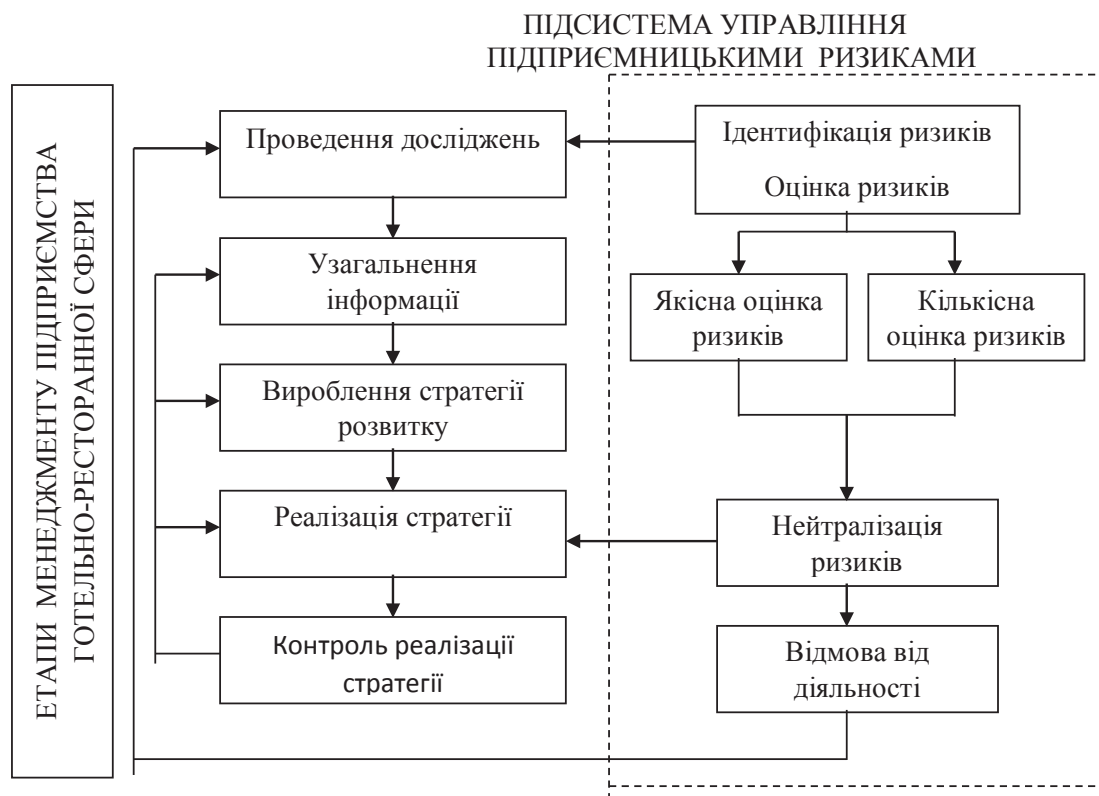 ПІДСИСТЕМА УПРАВЛІННЯ
ПІДПРИЄМНИЦЬКИМИ РИЗИКАМИ
ЕТАПИ МЕНЕДЖМЕНТУ ПІДПРИЄМСТВА
ГОТЕЛЬНО-РЕСТОРАННОЇ СФЕРИ
Проведення досліджень
Узагальнення
інформації
Вироблення стратегії
розвитку
Реалізація стратегії
Контроль реалізації
стратегії
Ідентифікація ризиків
Оцінка ризиків
Якісна оцінка
ризиків
Кількісна
оцінка ризиків
Нейтралізація
ризиків
Відмова від
діяльності